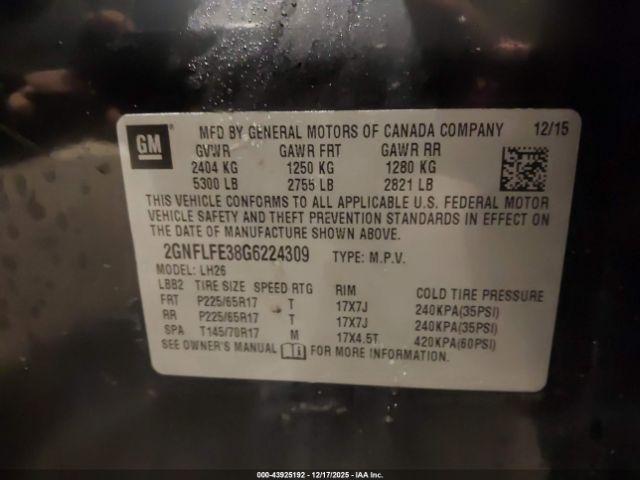 GM
MFD BY GENERAL MOTORS OF CANADA COMPANY 12/15
GVWR GAWR FRT GAWR RR
2404 KG 1250 KG 1280 KG
5300 LB 2755 LB 2821 LB
THIS VEHICLE CONFORMS TO ALL APPLICABLE U.S. FEDERAL MOTOR
VEHICLE SAFETY AND THEFT PREVENTION STANDARDS IN EFFECT ON
THE DATE OF MANUFACTURE SHOWN ABOVE.
2GNFLFE38G6224309 TYPE: M.P.V.
MODEL: LH26
LBB2 TIRE SIZE SPEED RTG RIM COLD TIRE PRESSURE
FRT P225/65R17 T 17X7J 240KPA(35PSI)
RR P225/65R17 T 17X7J 240KPA(35PSI)
SPA T145/70R17 M 17X4.5T 420KPA(60PSI)
SEE OWNER'S MANUAL FOR MORE INFORMATION.
000-43925192 - 12/17/2025 - IAA Inc.